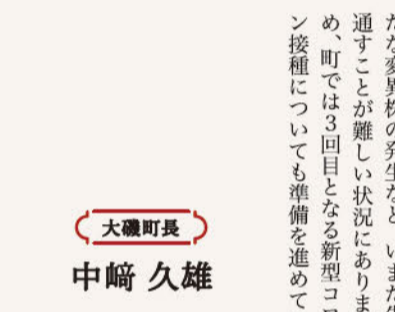 たな変異株の発生など、いまだ先
通すことが難しい状況にありま
め、町では３回目となる新型コロ
ン接種についても準備を進めて
大磯町長
中﨑 久雄